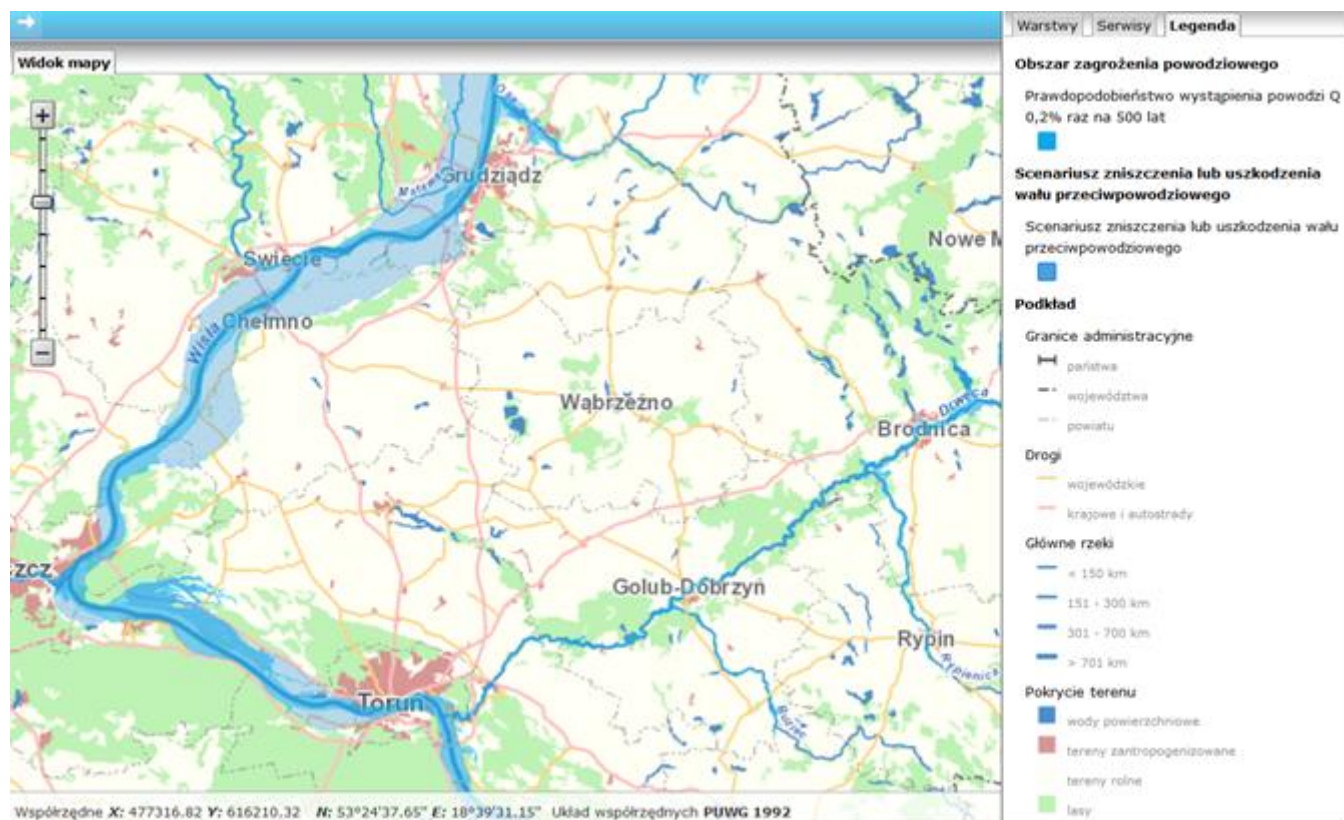 Widok mapy
Osa
Grudziądz
Świecie
Chełmno
Wisła
Nowe M
Wąbrzeźno
Drwęca
Brodnica
zcz
Golub-Dobrzyń
Rypin
Rypienica
Toruń
Ruziec
Współrzędne X: 477316.82 Y: 616210.32 N: 53°24'37.65" E: 18°39'31.15" Układ współrzędnych PUWG 1992
Warstwy Serwisy Legenda
Obszar zagrożenia powodziowego
Prawdopodobieństwo wystąpienia powodzi Q
0,2% raz na 500 lat
Scenariusz zniszczenia lub uszkodzenia
wału przeciwpowodziowego
Scenariusz zniszczenia lub uszkodzenia wału
przeciwpowodziowego
Podkład
Granice administracyjne
państwa
województwa
powiatu
Drogi
wojewódzkie
krajowe i autostrady
Główne rzeki
< 150 km
151 - 300 km
301 - 700 km
> 701 km
Pokrycie terenu
wody powierzchniowe
tereny zantropogenizowane
tereny rolne
lasy